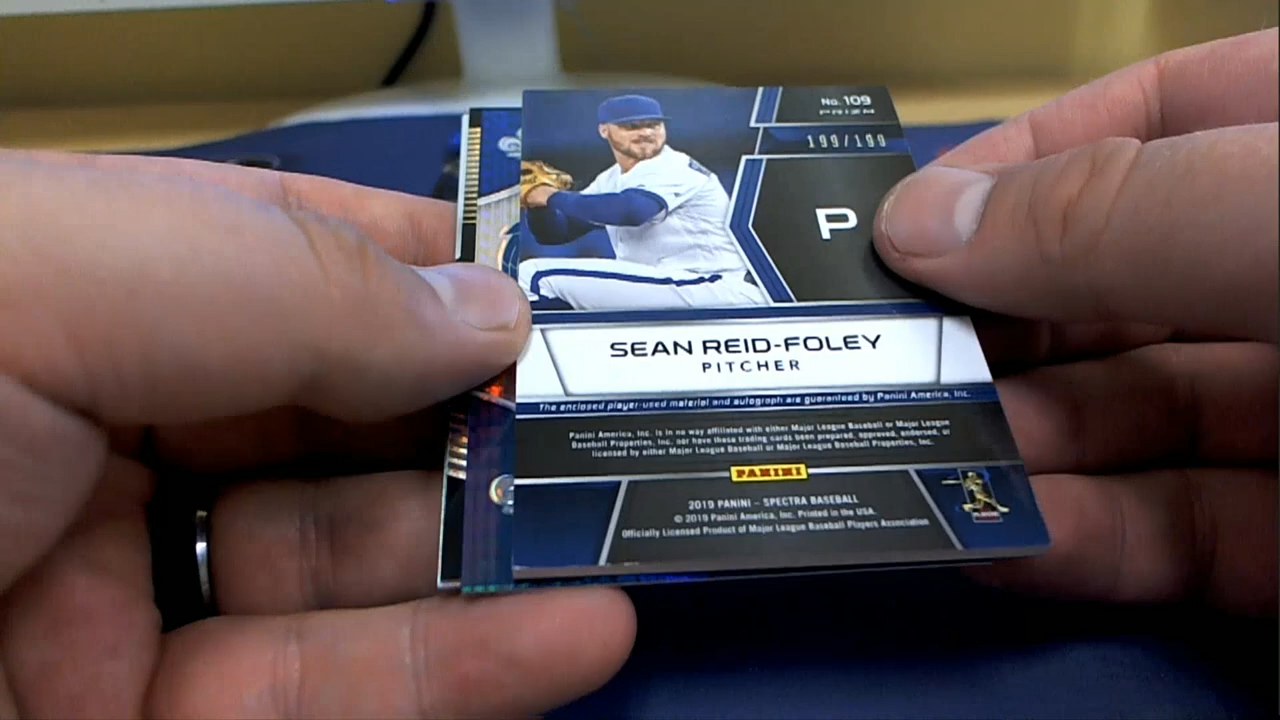 No. 109
PRIZM
199/199
P
SEAN REID-FOLEY
PITCHER
The enclosed player-used material and autograph are guaranteed by Panini America, Inc.
Panini America, Inc. is in no way affiliated with either Major League Baseball or Major League
Baseball Properties, Inc. nor have these trading cards been prepared, approved, endorsed, or
licensed by either Major League Baseball or Major League Baseball Properties, Inc.
PANINI
2019 PANINI – SPECTRA BASEBALL
© 2019 Panini America, Inc. Printed in the USA.
Officially Licensed Product of Major League Baseball Players Association